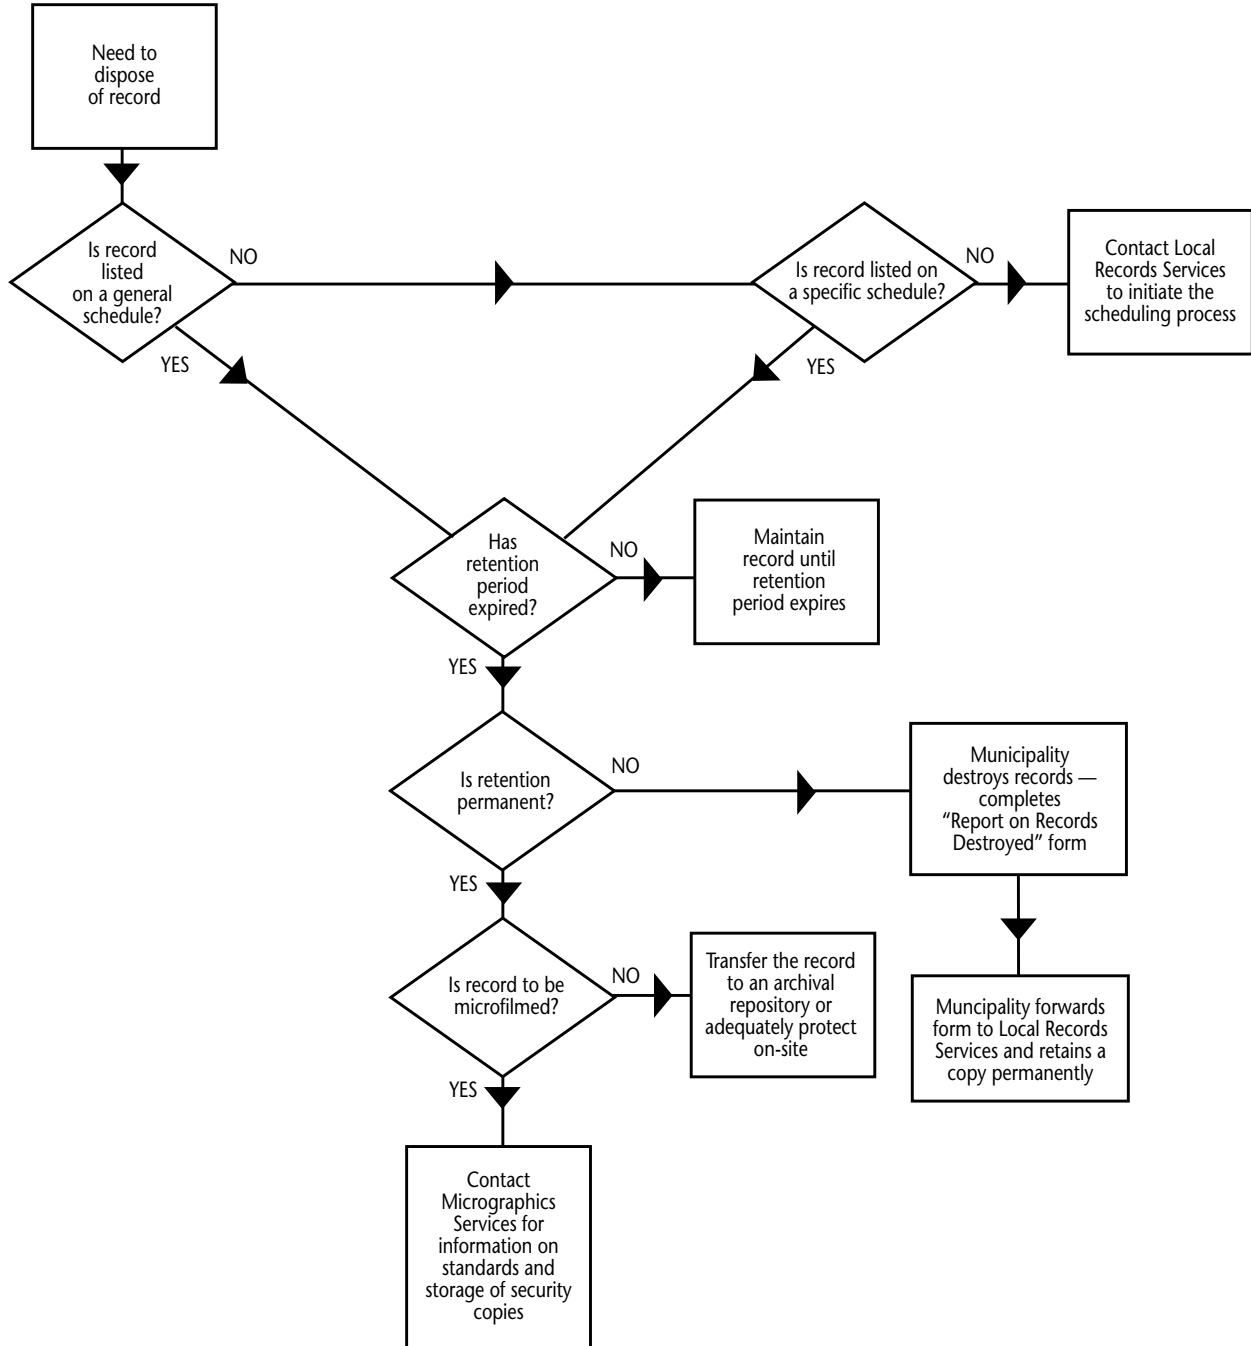 Need to
dispose
of record
Is record
listed
on a general
schedule?
NO
YES
Is record listed on
a specific schedule?
NO
YES
Contact Local
Records Services
to initiate the
scheduling process
Has
retention
period
expired?
NO
YES
Maintain
record until
retention
period expires
Is retention
permanent?
NO
YES
Municipality
destroys records —
completes
“Report on Records
Destroyed” form
Muncipality forwards
form to Local Records
Services and retains a
copy permanently
Is record to be
microfilmed?
NO
YES
Transfer the record
to an archival
repository or
adequately protect
on-site
Contact
Micrographics
Services for
information on
standards and
storage of security
copies